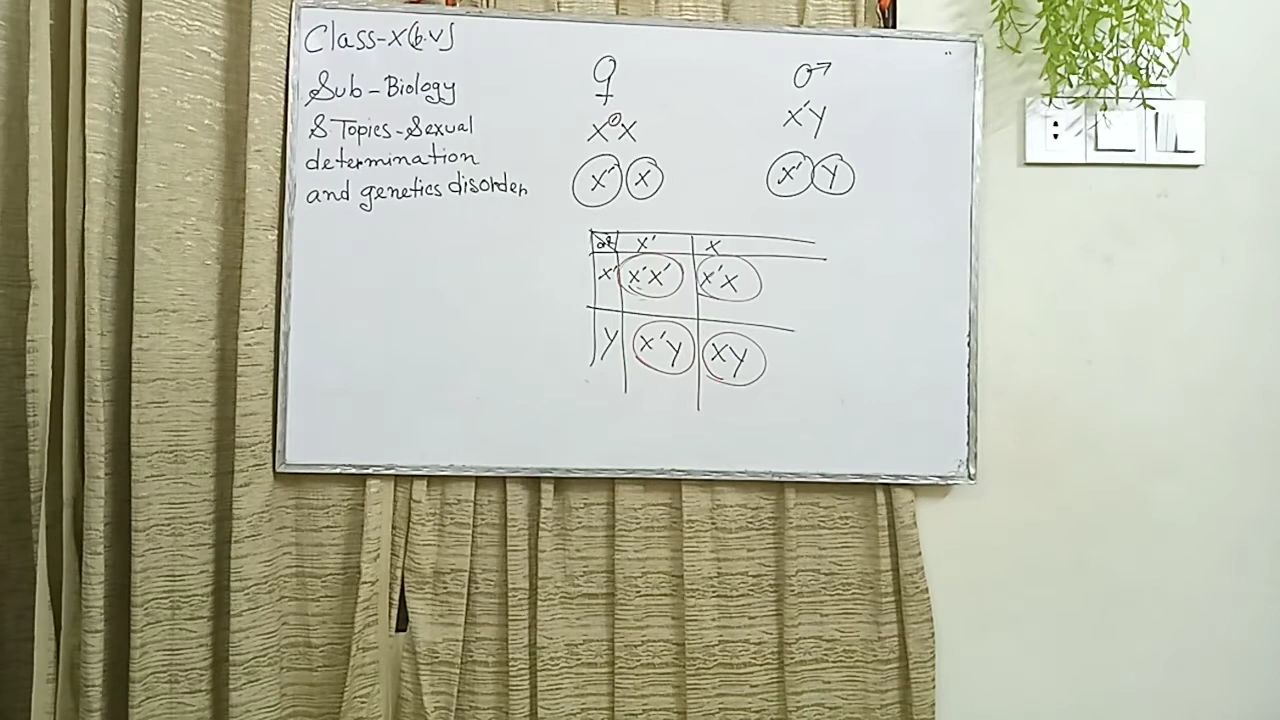 Class-X(b.v)
Sub-Biology
& Topics-Sexual
determination
and genetics disorder
♀ ♂
X'X X'Y
X' X X' Y
X' X
X' X'X' X'X
Y X'Y XY